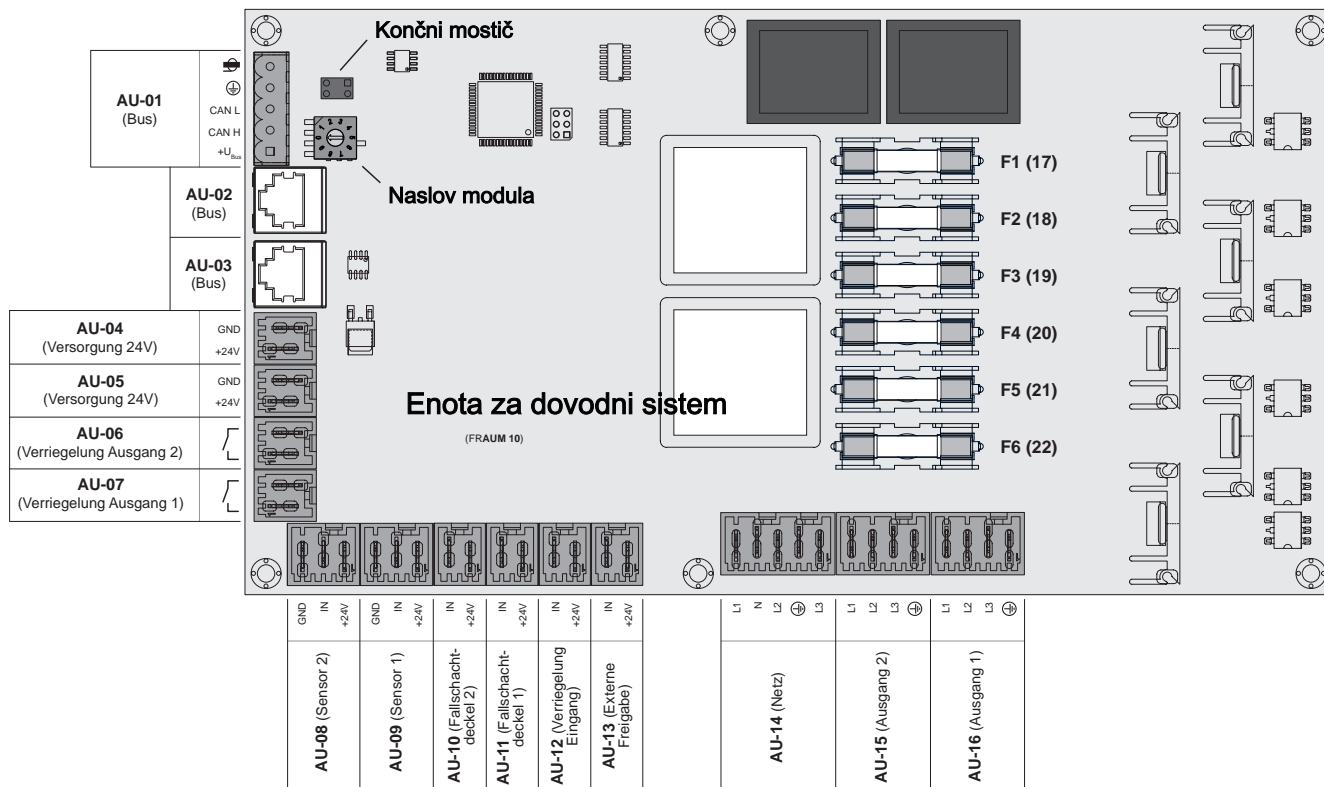 Končni mostič
Naslov modula
AU-01
(Bus)
CAN L
CAN H
+U Bus
AU-02
(Bus)
AU-03
(Bus)
AU-04
(Versorgung 24V)
GND
+24V
AU-05
(Versorgung 24V)
GND
+24V
AU-06
(Verriegelung Ausgang 2)
AU-07
(Verriegelung Ausgang 1)
F1 (17)
F2 (18)
F3 (19)
F4 (20)
F5 (21)
F6 (22)
Enota za dovodni sistem
(FRAUM 10)
GND IN +24V
AU-08 (Sensor 2)
GND IN +24V
AU-09 (Sensor 1)
IN +24V
AU-10 (Fallschacht-
deckel 2)
IN +24V
AU-11 (Fallschacht-
deckel 1)
IN +24V
AU-12 (Verriegelung
Eingang)
IN +24V
AU-13 (Externe
Freigabe)
L1 N L2 L3
AU-14 (Netz)
L1 L2 L3
AU-15 (Ausgang 2)
L1 L2 L3
AU-16 (Ausgang 1)